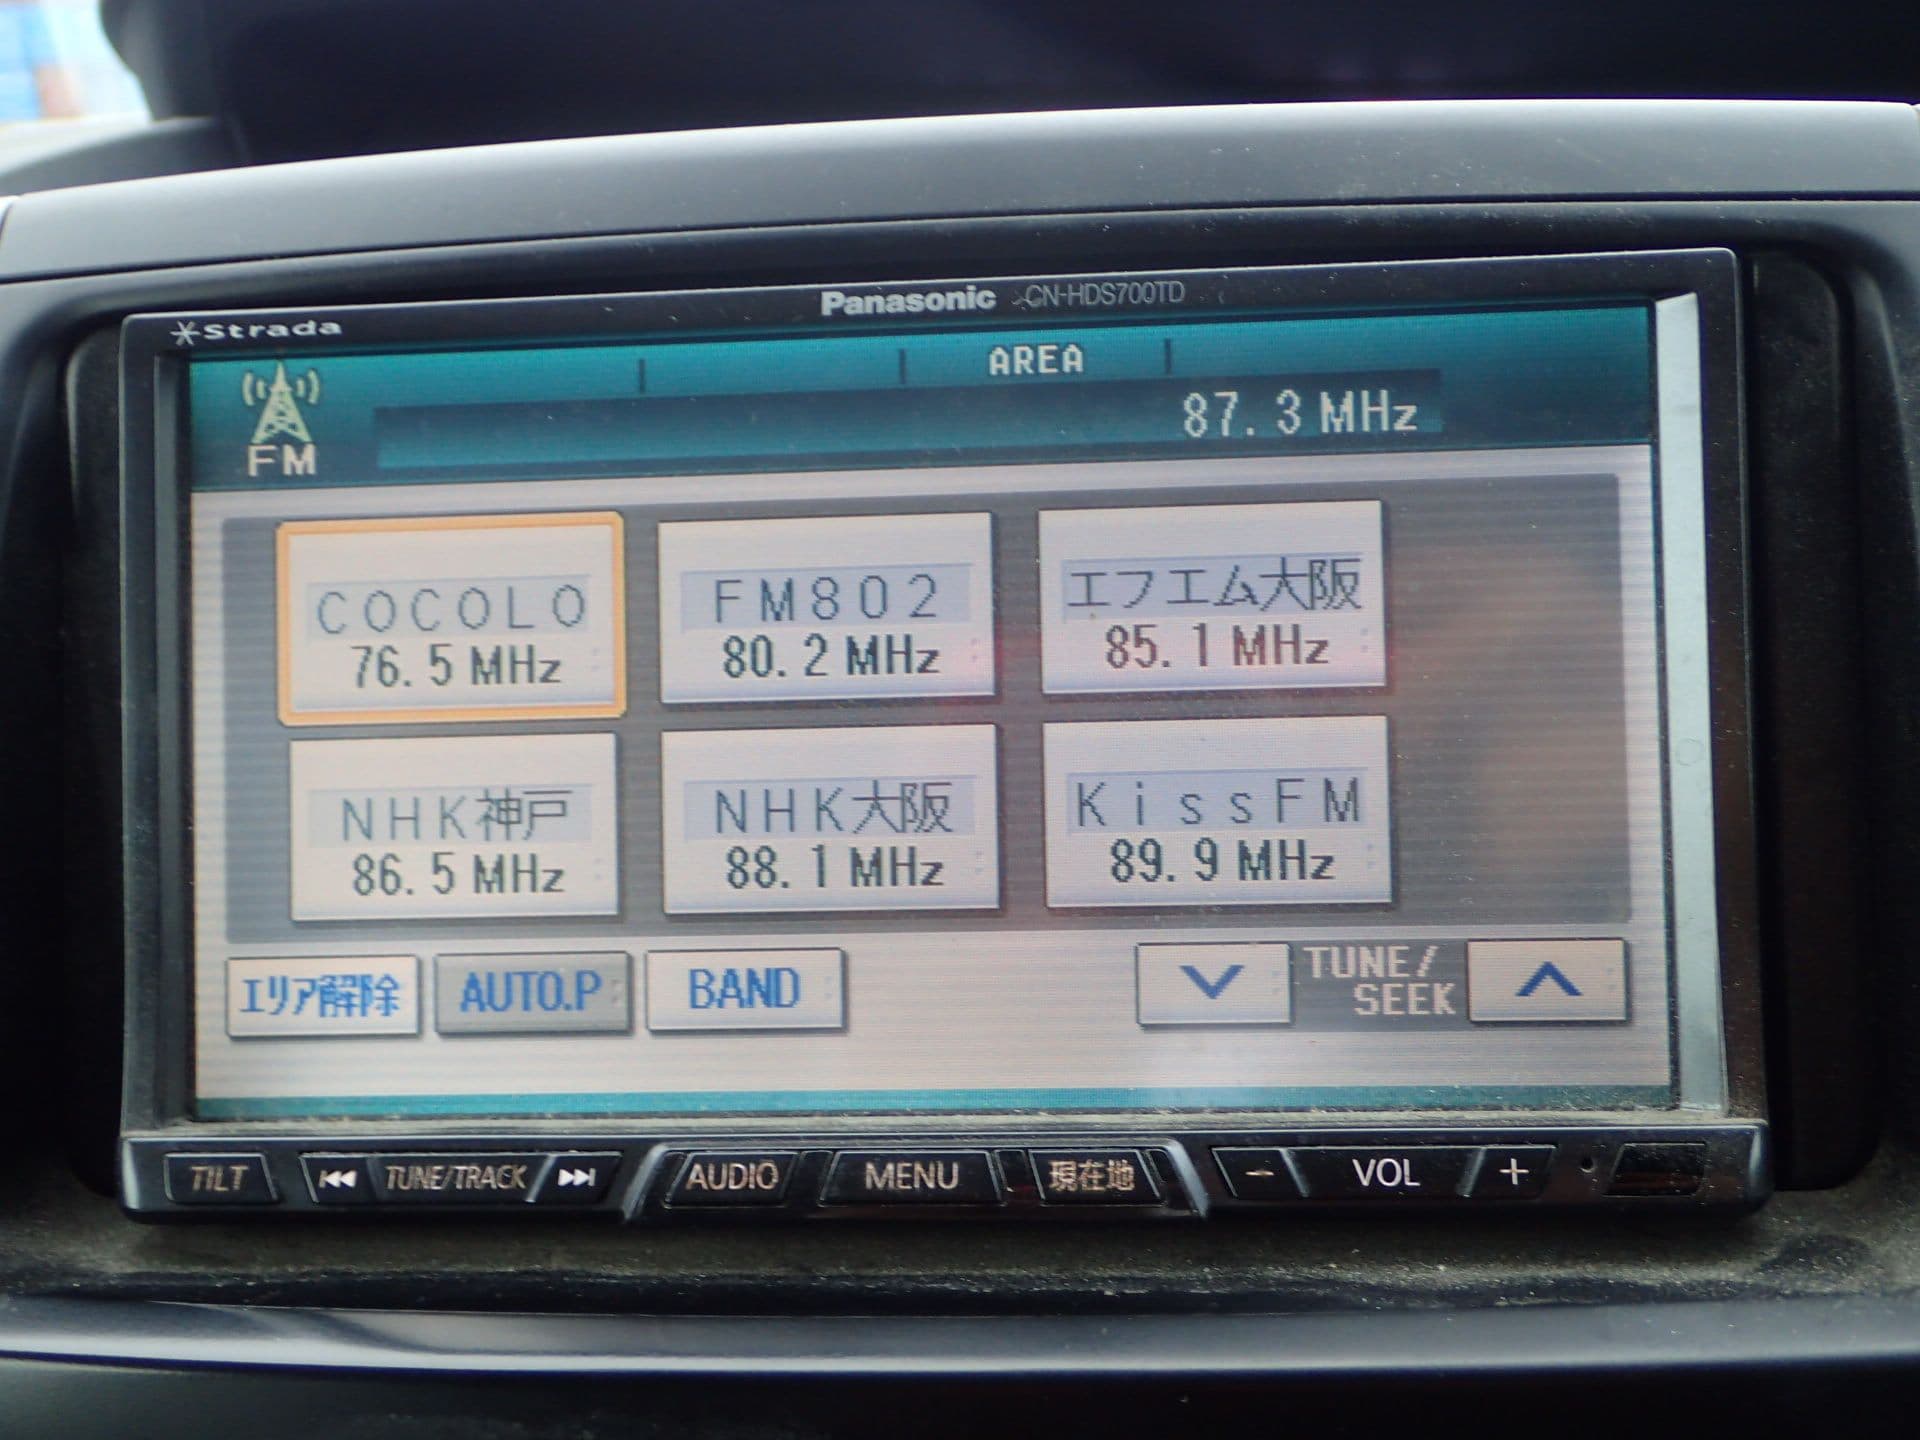 Strada
Panasonic CN-HDS700TD
AREA
87.3 MHz
FM
COCOLO
76.5 MHz
FM802
80.2 MHz
エフエム大阪
85.1 MHz
NHK神戸
86.5 MHz
NHK大阪
88.1 MHz
KissFM
89.9 MHz
エリア解除
AUTO.P
BAND
TUNE/
SEEK
TILT
TUNE/TRACK
AUDIO
MENU
現在地
- VOL +